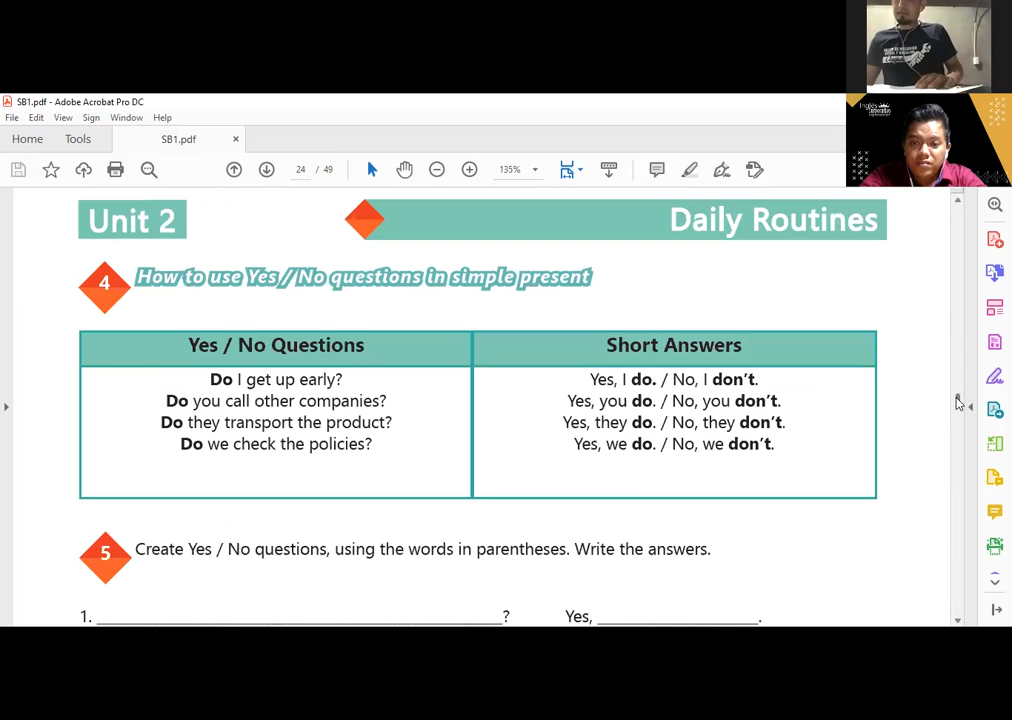 SB1.pdf - Adobe Acrobat Pro DC
File Edit View Sign Window Help
Home Tools SB1.pdf ×
24 / 49 135%
Inglés
Corporativo
Unit 2
Daily Routines
4 How to use Yes / No questions in simple present
Yes / No Questions Short Answers
Do I get up early? Yes, I do. / No, I don't.
Do you call other companies? Yes, you do. / No, you don't.
Do they transport the product? Yes, they do. / No, they don't.
Do we check the policies? Yes, we do. / No, we don't.
5 Create Yes / No questions, using the words in parentheses. Write the answers.
1. ____________________? Yes, ____________________.